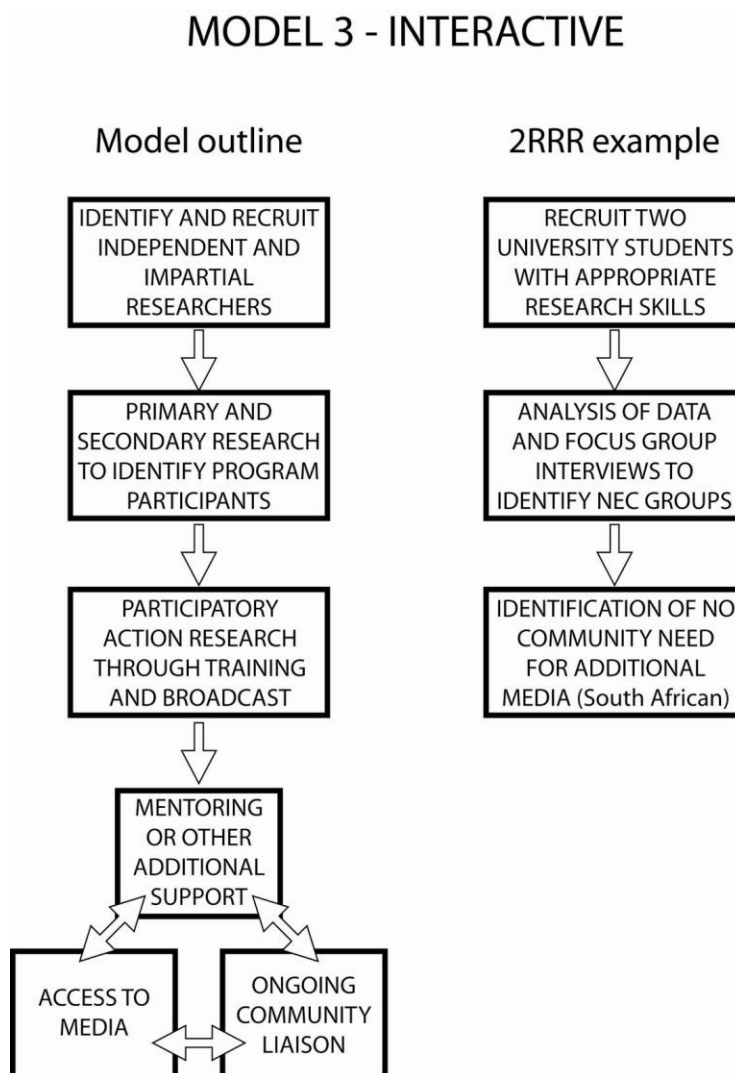 MODEL 3 - INTERACTIVE
Model outline
IDENTIFY AND RECRUIT
INDEPENDENT AND
IMPARTIAL
RESEARCHERS
PRIMARY AND
SECONDARY RESEARCH
TO IDENTIFY PROGRAM
PARTICIPANTS
PARTICIPATORY
ACTION RESEARCH
THROUGH TRAINING
AND BROADCAST
MENTORING
OR OTHER
ADDITIONAL
SUPPORT
ACCESS TO
MEDIA
ONGOING
COMMUNITY
LIAISON
2RRR example
RECRUIT TWO
UNIVERSITY STUDENTS
WITH APPROPRIATE
RESEARCH SKILLS
ANALYSIS OF DATA
AND FOCUS GROUP
INTERVIEWS TO
IDENTIFY NEC GROUPS
IDENTIFICATION OF NO
COMMUNITY NEED
FOR ADDITIONAL
MEDIA (South African)